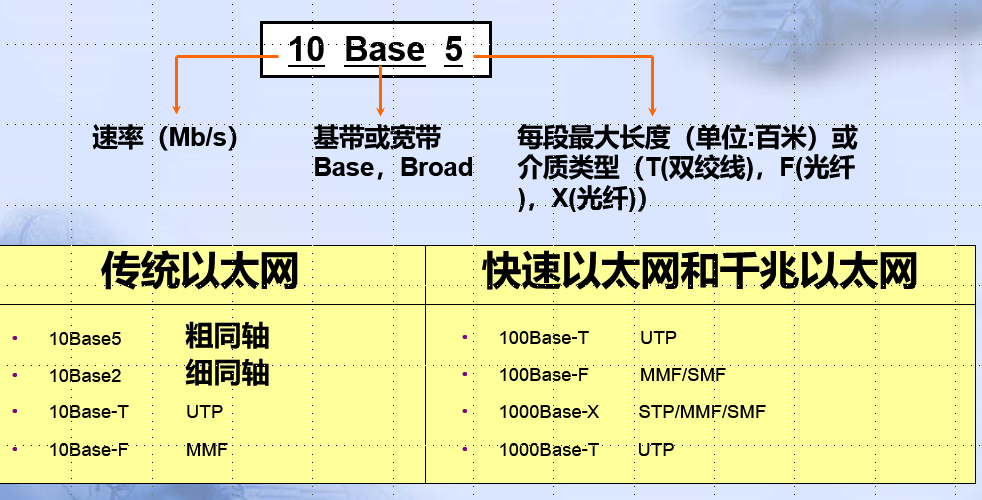 10 Base 5
速率（Mb/s）
基带或宽带
Base，Broad
每段最大长度（单位:百米）或
介质类型（T(双绞线)，F(光纤
)，X(光纤)）
传统以太网
• 10Base5 粗同轴
• 10Base2 细同轴
• 10Base-T UTP
• 10Base-F MMF
快速以太网和千兆以太网
• 100Base-T UTP
• 100Base-F MMF/SMF
• 1000Base-X STP/MMF/SMF
• 1000Base-T UTP